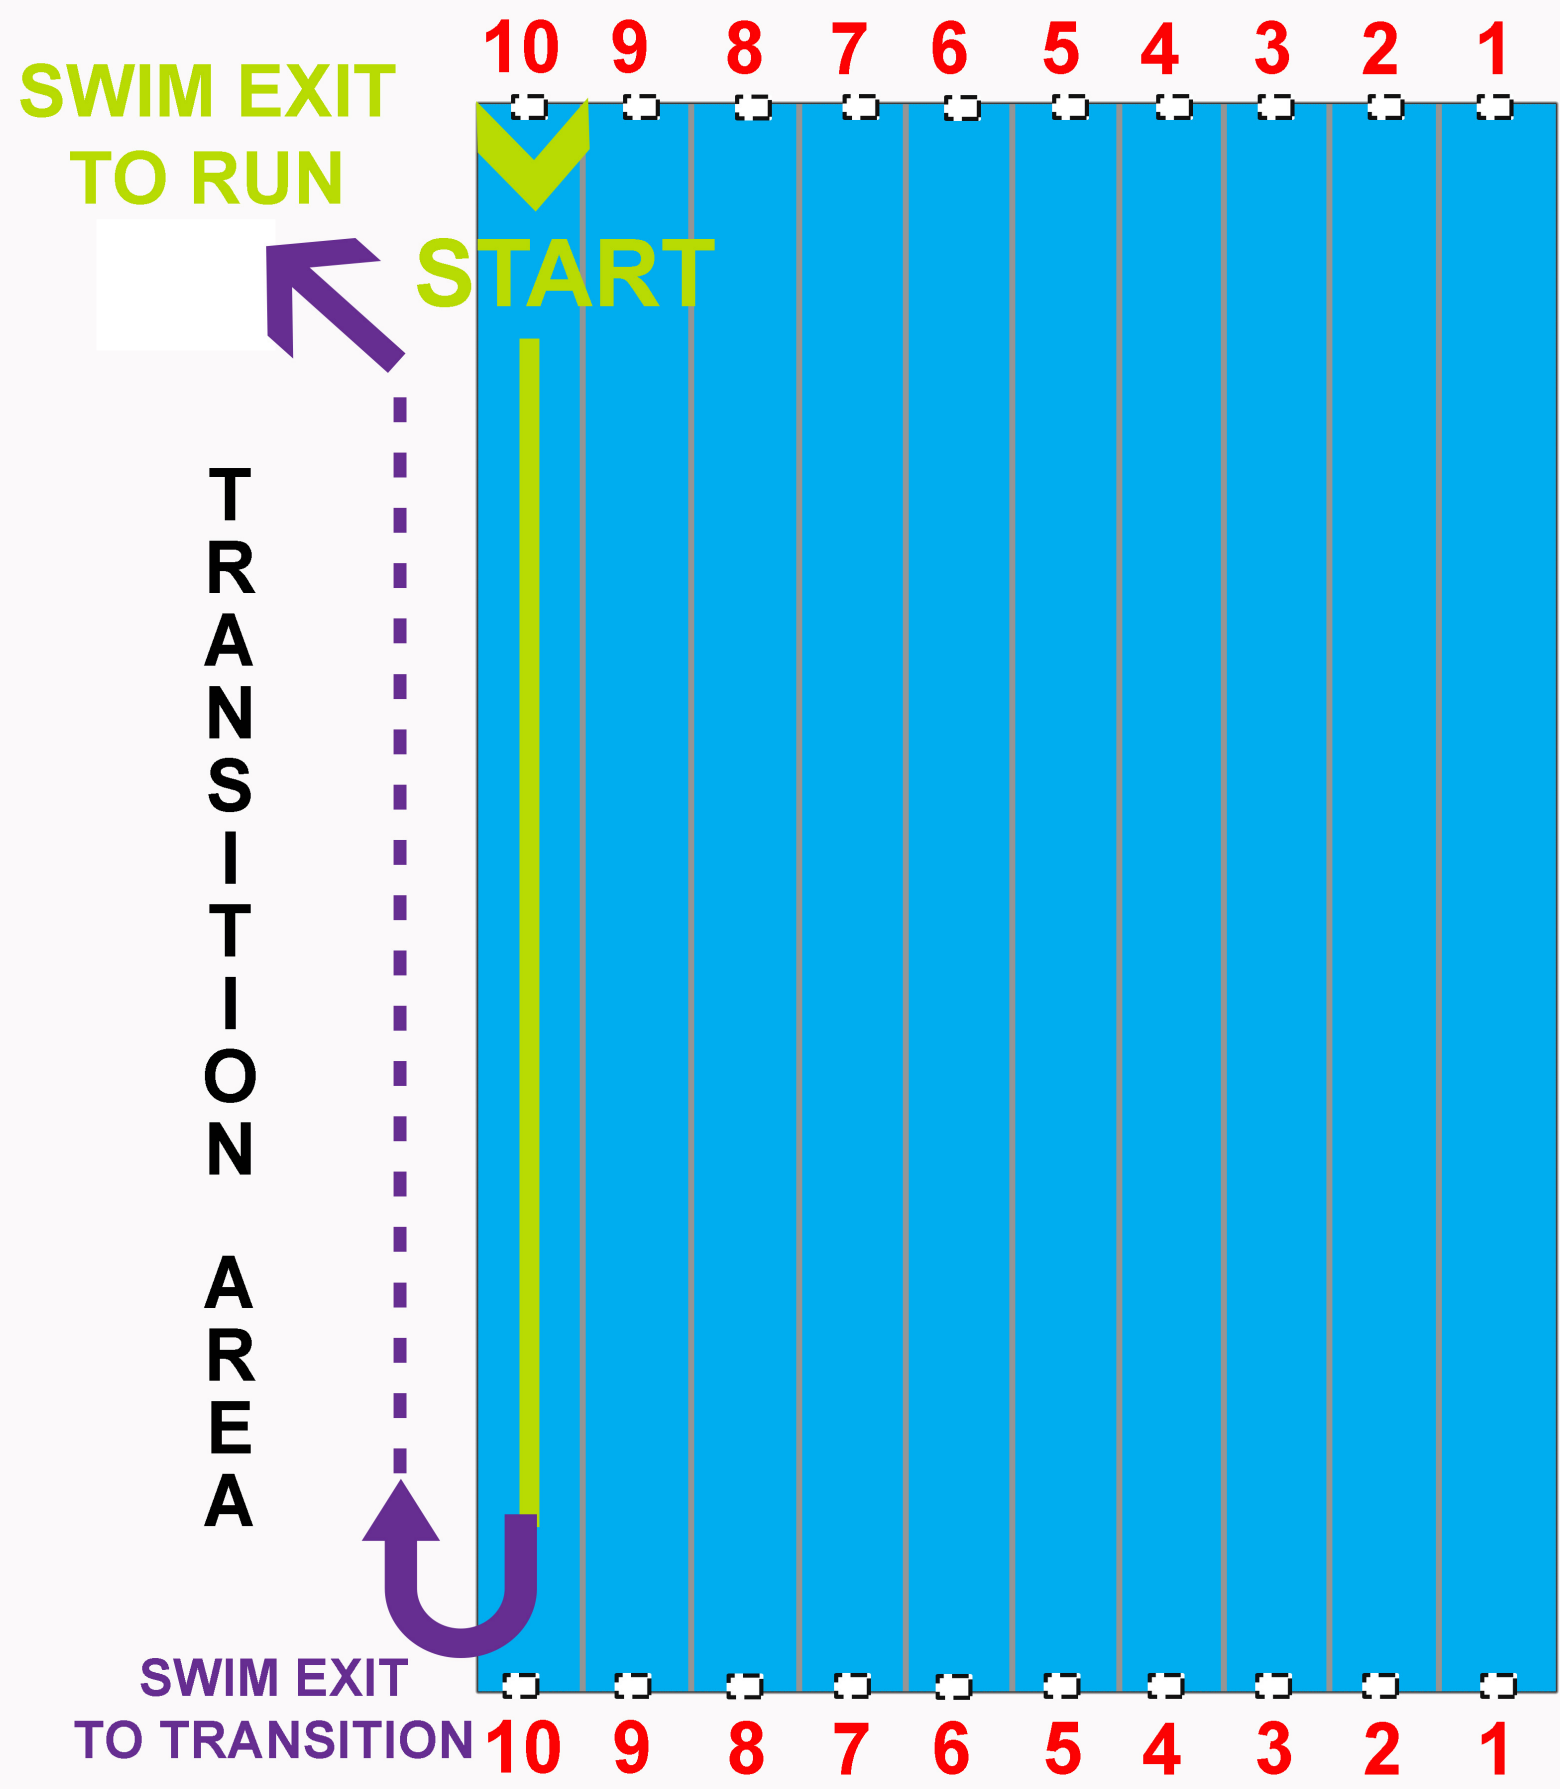 10 9 8 7 6 5 4 3 2 1
SWIM EXIT
TO RUN
START
TRANSITION AREA
SWIM EXIT
TO TRANSITION
10 9 8 7 6 5 4 3 2 1